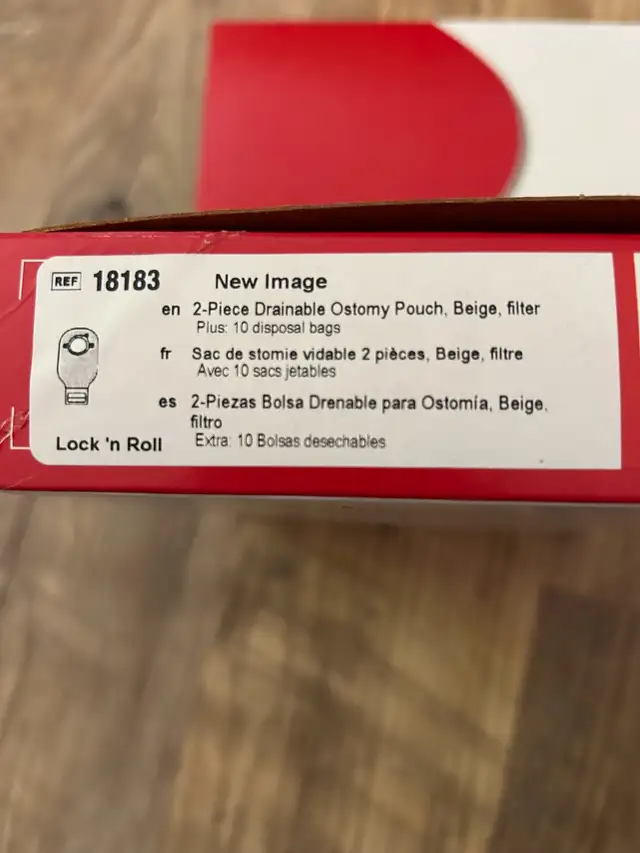 REF 18183 New Image
en 2-Piece Drainable Ostomy Pouch, Beige, filter
Plus: 10 disposal bags
fr Sac de stomie vidable 2 pièces, Beige, filtre
Avec 10 sacs jetables
es 2-Piezas Bolsa Drenable para Ostomía, Beige,
filtro
Extra: 10 Bolsas desechables
Lock 'n Roll